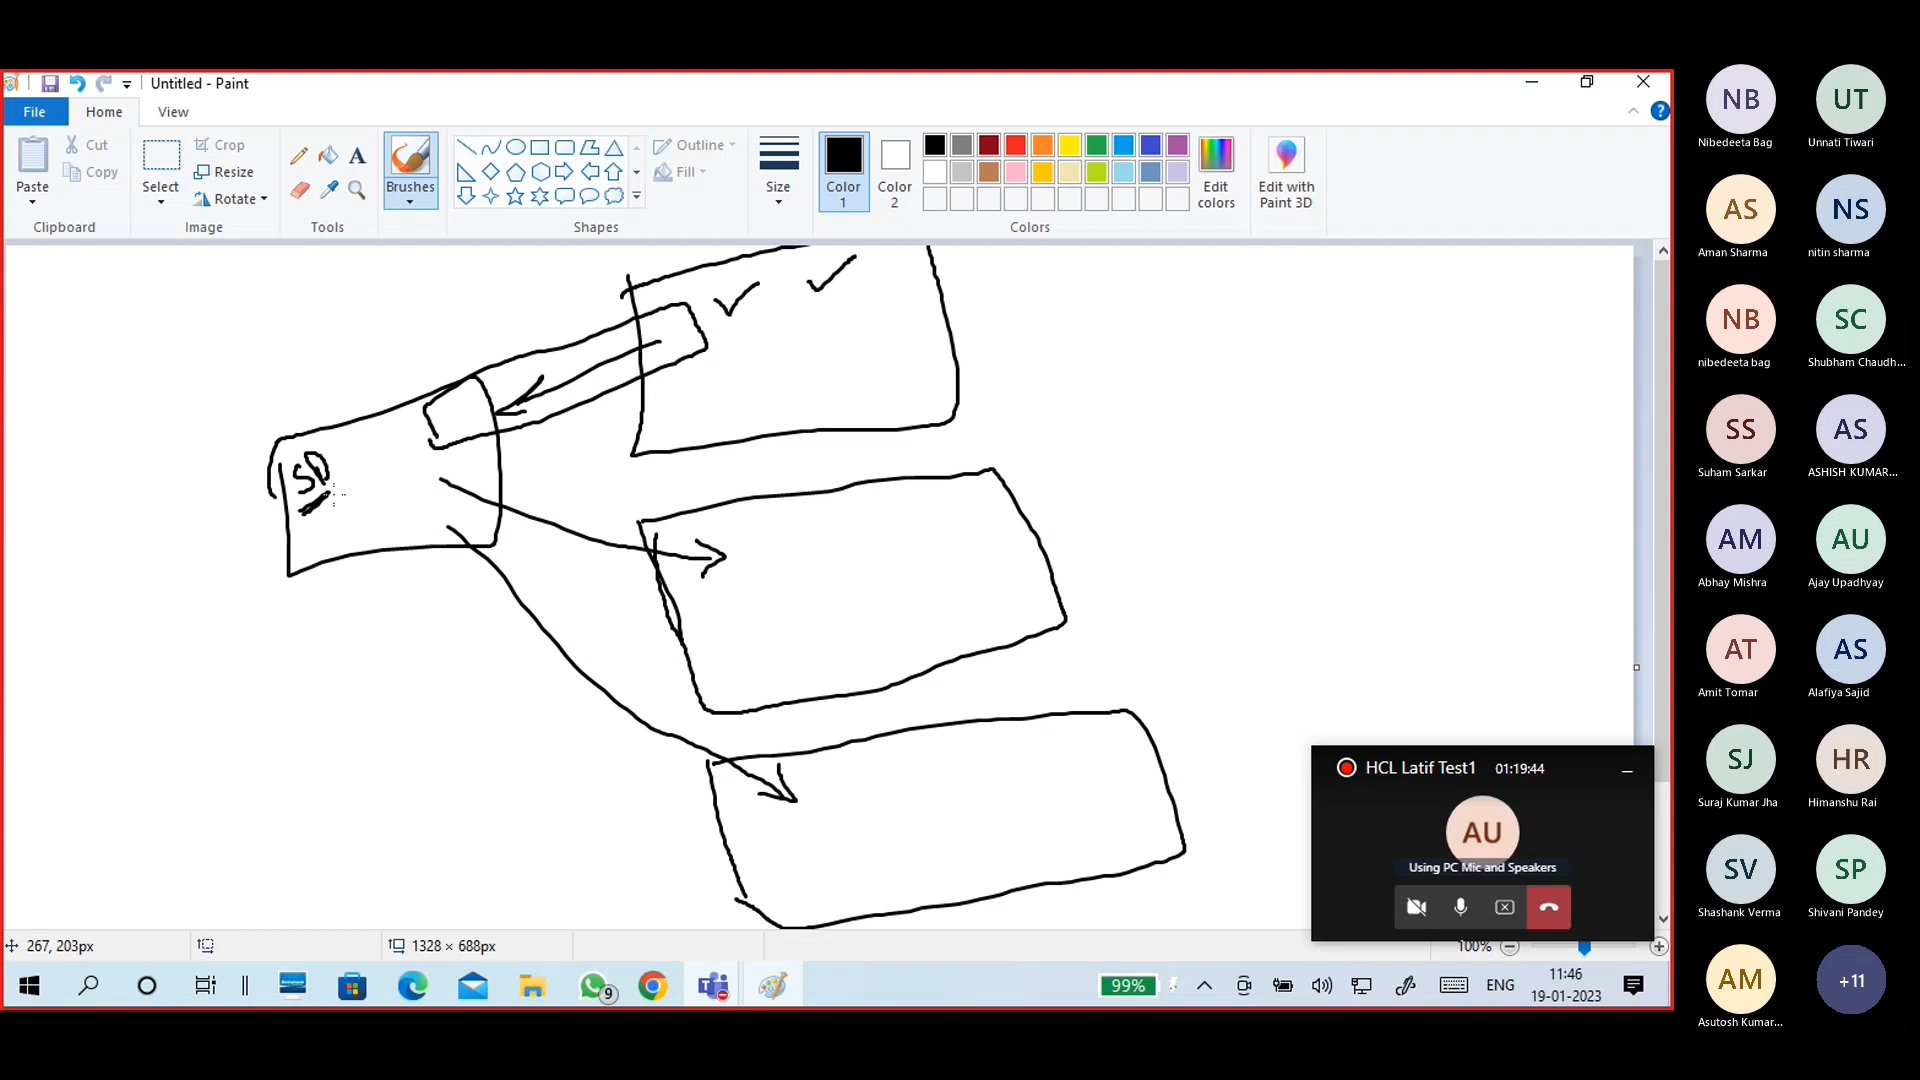 Untitled - Paint
File Home View
Cut
Copy
Paste
Clipboard
Select
Crop
Resize
Rotate
Image
A
Tools
Brushes
Shapes
Outline
Fill
Size
Color 1
Color 2
Edit colors
Colors
Edit with Paint 3D
HCL Latif Test1 01:19:44
AU
Using PC Mic and Speakers
267, 203px
1328 × 688px
100%
9
99%
ENG
11:46
19-01-2023
NB UT
Nibedeeta Bag Unnati Tiwari
AS NS
Aman Sharma nitin sharma
NB SC
nibedeeta bag Shubham Chaudh...
SS AS
Suham Sarkar ASHISH KUMAR...
AM AU
Abhay Mishra Ajay Upadhyay
AT AS
Amit Tomar Alafiya Sajid
SJ HR
Suraj Kumar Jha Himanshu Rai
SV SP
Shashank Verma Shivani Pandey
AM +11
Asutosh Kumar...